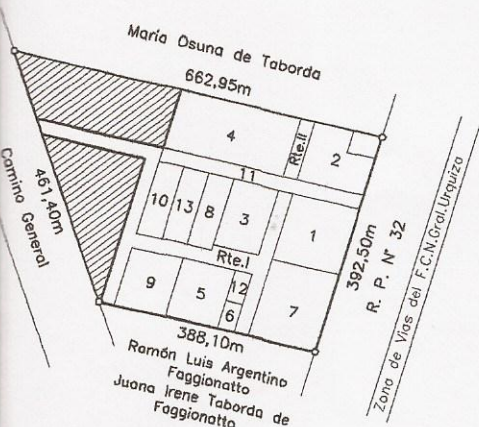 María Osuna de Taborda
662,95m
4
Rte.II
2
11
10
13
8
3
1
Rte.I
9
5
12
6
7
461,40m
Camino General
392,50m
R. P. N° 32
Zona de Vías del F.C.N.Gral.Urquiza
388,10m
Ramón Luis Argentino
Faggionatto
Juana Irene Taborda de
Faggionatto